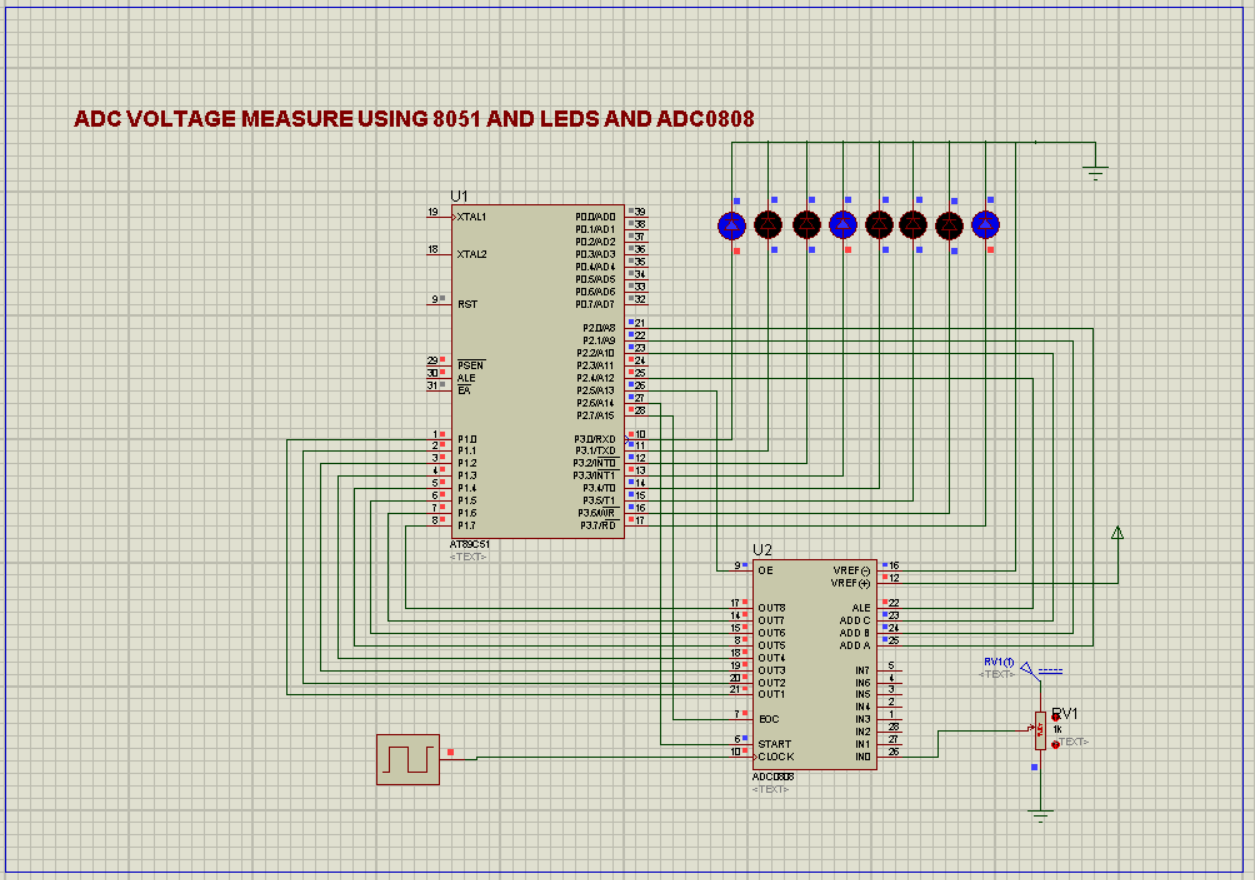 ADC VOLTAGE MEASURE USING 8051 AND LEDS AND ADC0808
U1
19 XTAL1 P0.0/AD0 39
P0.1/AD1 38
P0.2/AD2 37
18 XTAL2 P0.3/AD3 36
P0.4/AD4 35
P0.5/AD5 34
P0.6/AD6 33
9 RST P0.7/AD7 32
P2.0/A8 21
P2.1/A9 22
P2.2/A10 23
29 PSEN P2.3/A11 24
30 ALE P2.4/A12 25
31 EA P2.5/A13 26
P2.6/A14 27
P2.7/A15 28
1 P1.0 P3.0/RXD 10
2 P1.1 P3.1/TXD 11
3 P1.2 P3.2/INT0 12
4 P1.3 P3.3/INT1 13
5 P1.4 P3.4/T0 14
6 P1.5 P3.5/T1 15
7 P1.6 P3.6/WR 16
8 P1.7 P3.7/RD 17
AT89C51
<TEXT>
U2
9 OE VREF(-) 16
VREF(+) 12
17 OUT8 ALE 22
14 OUT7 ADD C 23
15 OUT6 ADD B 24
8 OUT5 ADD A 25
18 OUT4
19 OUT3 IN7 5
20 OUT2 IN6 4
21 OUT1 IN5 3
IN4 2
7 EOC IN3 1
IN2 28
6 START IN1 27
10 CLOCK IN0 26
ADC0808
<TEXT>
RV1(1)
<TEXT>
RV1
1k
<TEXT>